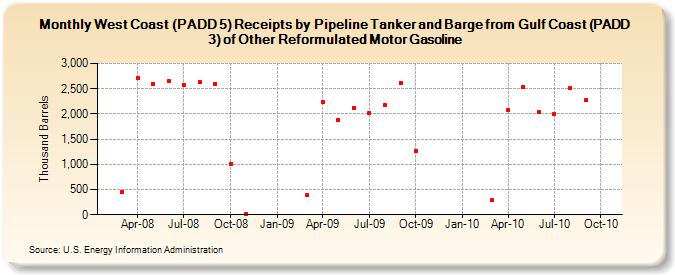 Monthly West Coast (PADD 5) Receipts by Pipeline Tanker and Barge from Gulf Coast (PADD
3) of Other Reformulated Motor Gasoline
Thousand Barrels
3,000
2,500
2,000
1,500
1,000
500
0
Apr-08 Jul-08 Oct-08 Jan-09 Apr-09 Jul-09 Oct-09 Jan-10 Apr-10 Jul-10 Oct-10
Source: U.S. Energy Information Administration